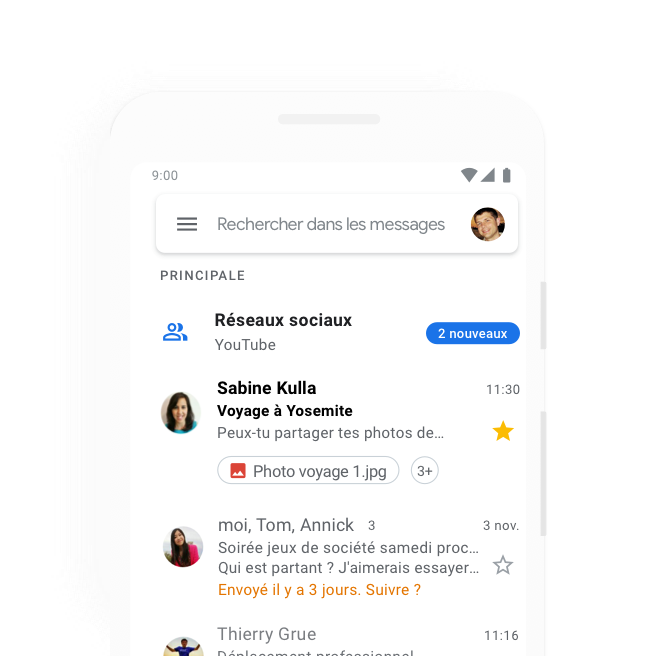 9:00
Rechercher dans les messages
PRINCIPALE
Réseaux sociaux
YouTube
2 nouveaux
Sabine Kulla
11:30
Voyage à Yosemite
Peux-tu partager tes photos de…
Photo voyage 1.jpg
3+
moi, Tom, Annick 3
3 nov.
Soirée jeux de société samedi proc…
Qui est partant ? J'aimerais essayer…
Envoyé il y a 3 jours. Suivre ?
Thierry Grue
11:16
Déplacement professionnel